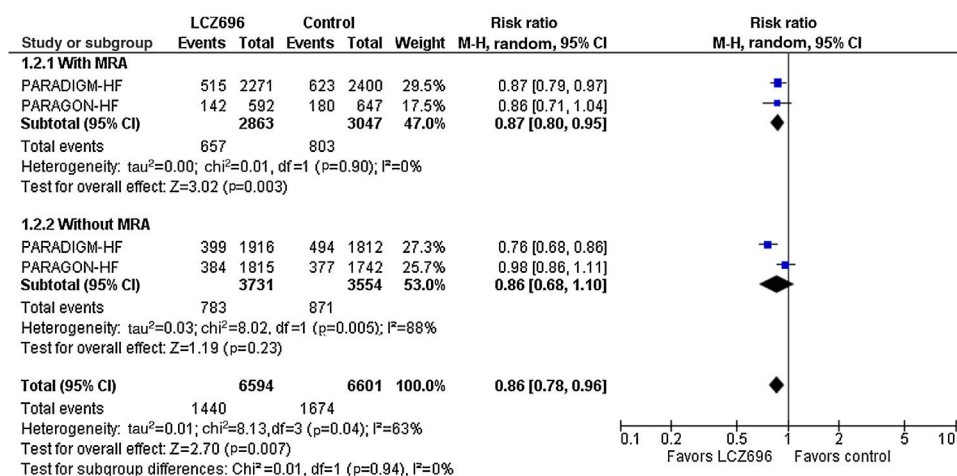 LCZ696 Control Risk ratio Risk ratio
Study or subgroup Events Total Events Total Weight M-H, random, 95% CI M-H, random, 95% CI
1.2.1 With MRA
PARADIGM-HF 515 2271 623 2400 29.5% 0.87 [0.79, 0.97]
PARAGON-HF 142 592 180 647 17.5% 0.86 [0.71, 1.04]
Subtotal (95% CI) 2863 3047 47.0% 0.87 [0.80, 0.95]
Total events 657 803
Heterogeneity: tau²=0.00; chi²=0.01, df=1 (p=0.90); I²=0%
Test for overall effect: Z=3.02 (p=0.003)
1.2.2 Without MRA
PARADIGM-HF 399 1916 494 1812 27.3% 0.76 [0.68, 0.86]
PARAGON-HF 384 1815 377 1742 25.7% 0.98 [0.86, 1.11]
Subtotal (95% CI) 3731 3554 53.0% 0.86 [0.68, 1.10]
Total events 783 871
Heterogeneity: tau²=0.03; chi²=8.02, df=1 (p=0.005); I²=88%
Test for overall effect: Z=1.19 (p=0.23)
Total (95% CI) 6594 6601 100.0% 0.86 [0.78, 0.96]
Total events 1440 1674
Heterogeneity: tau²=0.01; chi²=8.13,df=3 (p=0.04); I²=63%
Test for overall effect: Z=2.70 (p=0.007)
Test for subgroup differences: Chi²=0.01, df=1 (p=0.94), I²=0%
0.1 0.2 0.5 1 2 5 10
Favors LCZ696 Favors control